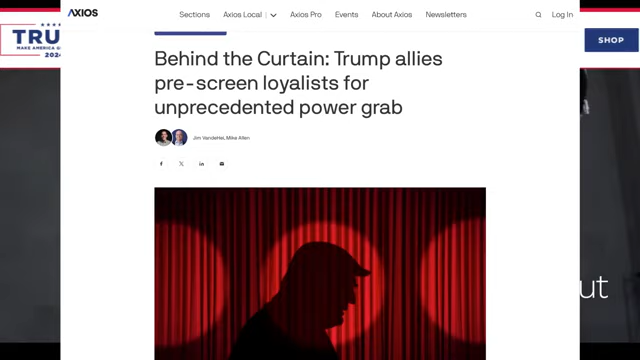 AXIOS
Sections
Axios Local
Axios Pro
Events
About Axios
Newsletters
Log In
TRU
MAKE AMERICA G
2024
SHOP
Behind the Curtain: Trump allies
pre-screen loyalists for
unprecedented power grab
Jim VandeHei, Mike Allen
f
X
in
ut